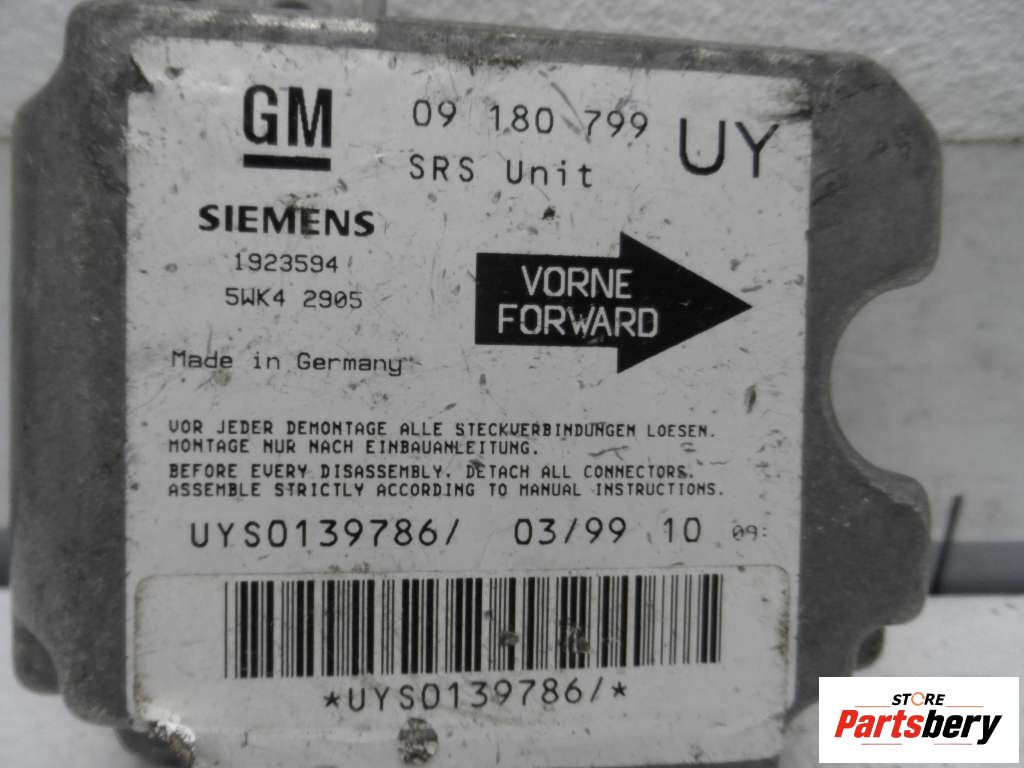 GM
09 180 799
UY
SRS Unit
SIEMENS
1923594
5WK4 2905
VORNE
FORWARD
Made in Germany
VOR JEDER DEMONTAGE ALLE STECKVERBINDUNGEN LOESEN.
MONTAGE NUR NACH EINBAUANLEITUNG.
BEFORE EVERY DISASSEMBLY. DETACH ALL CONNECTORS.
ASSEMBLE STRICTLY ACCORDING TO MANUAL INSTRUCTIONS.
UYS0139786/ 03/99 10 09:
*UYS0139786/*
STORE
Partsbery